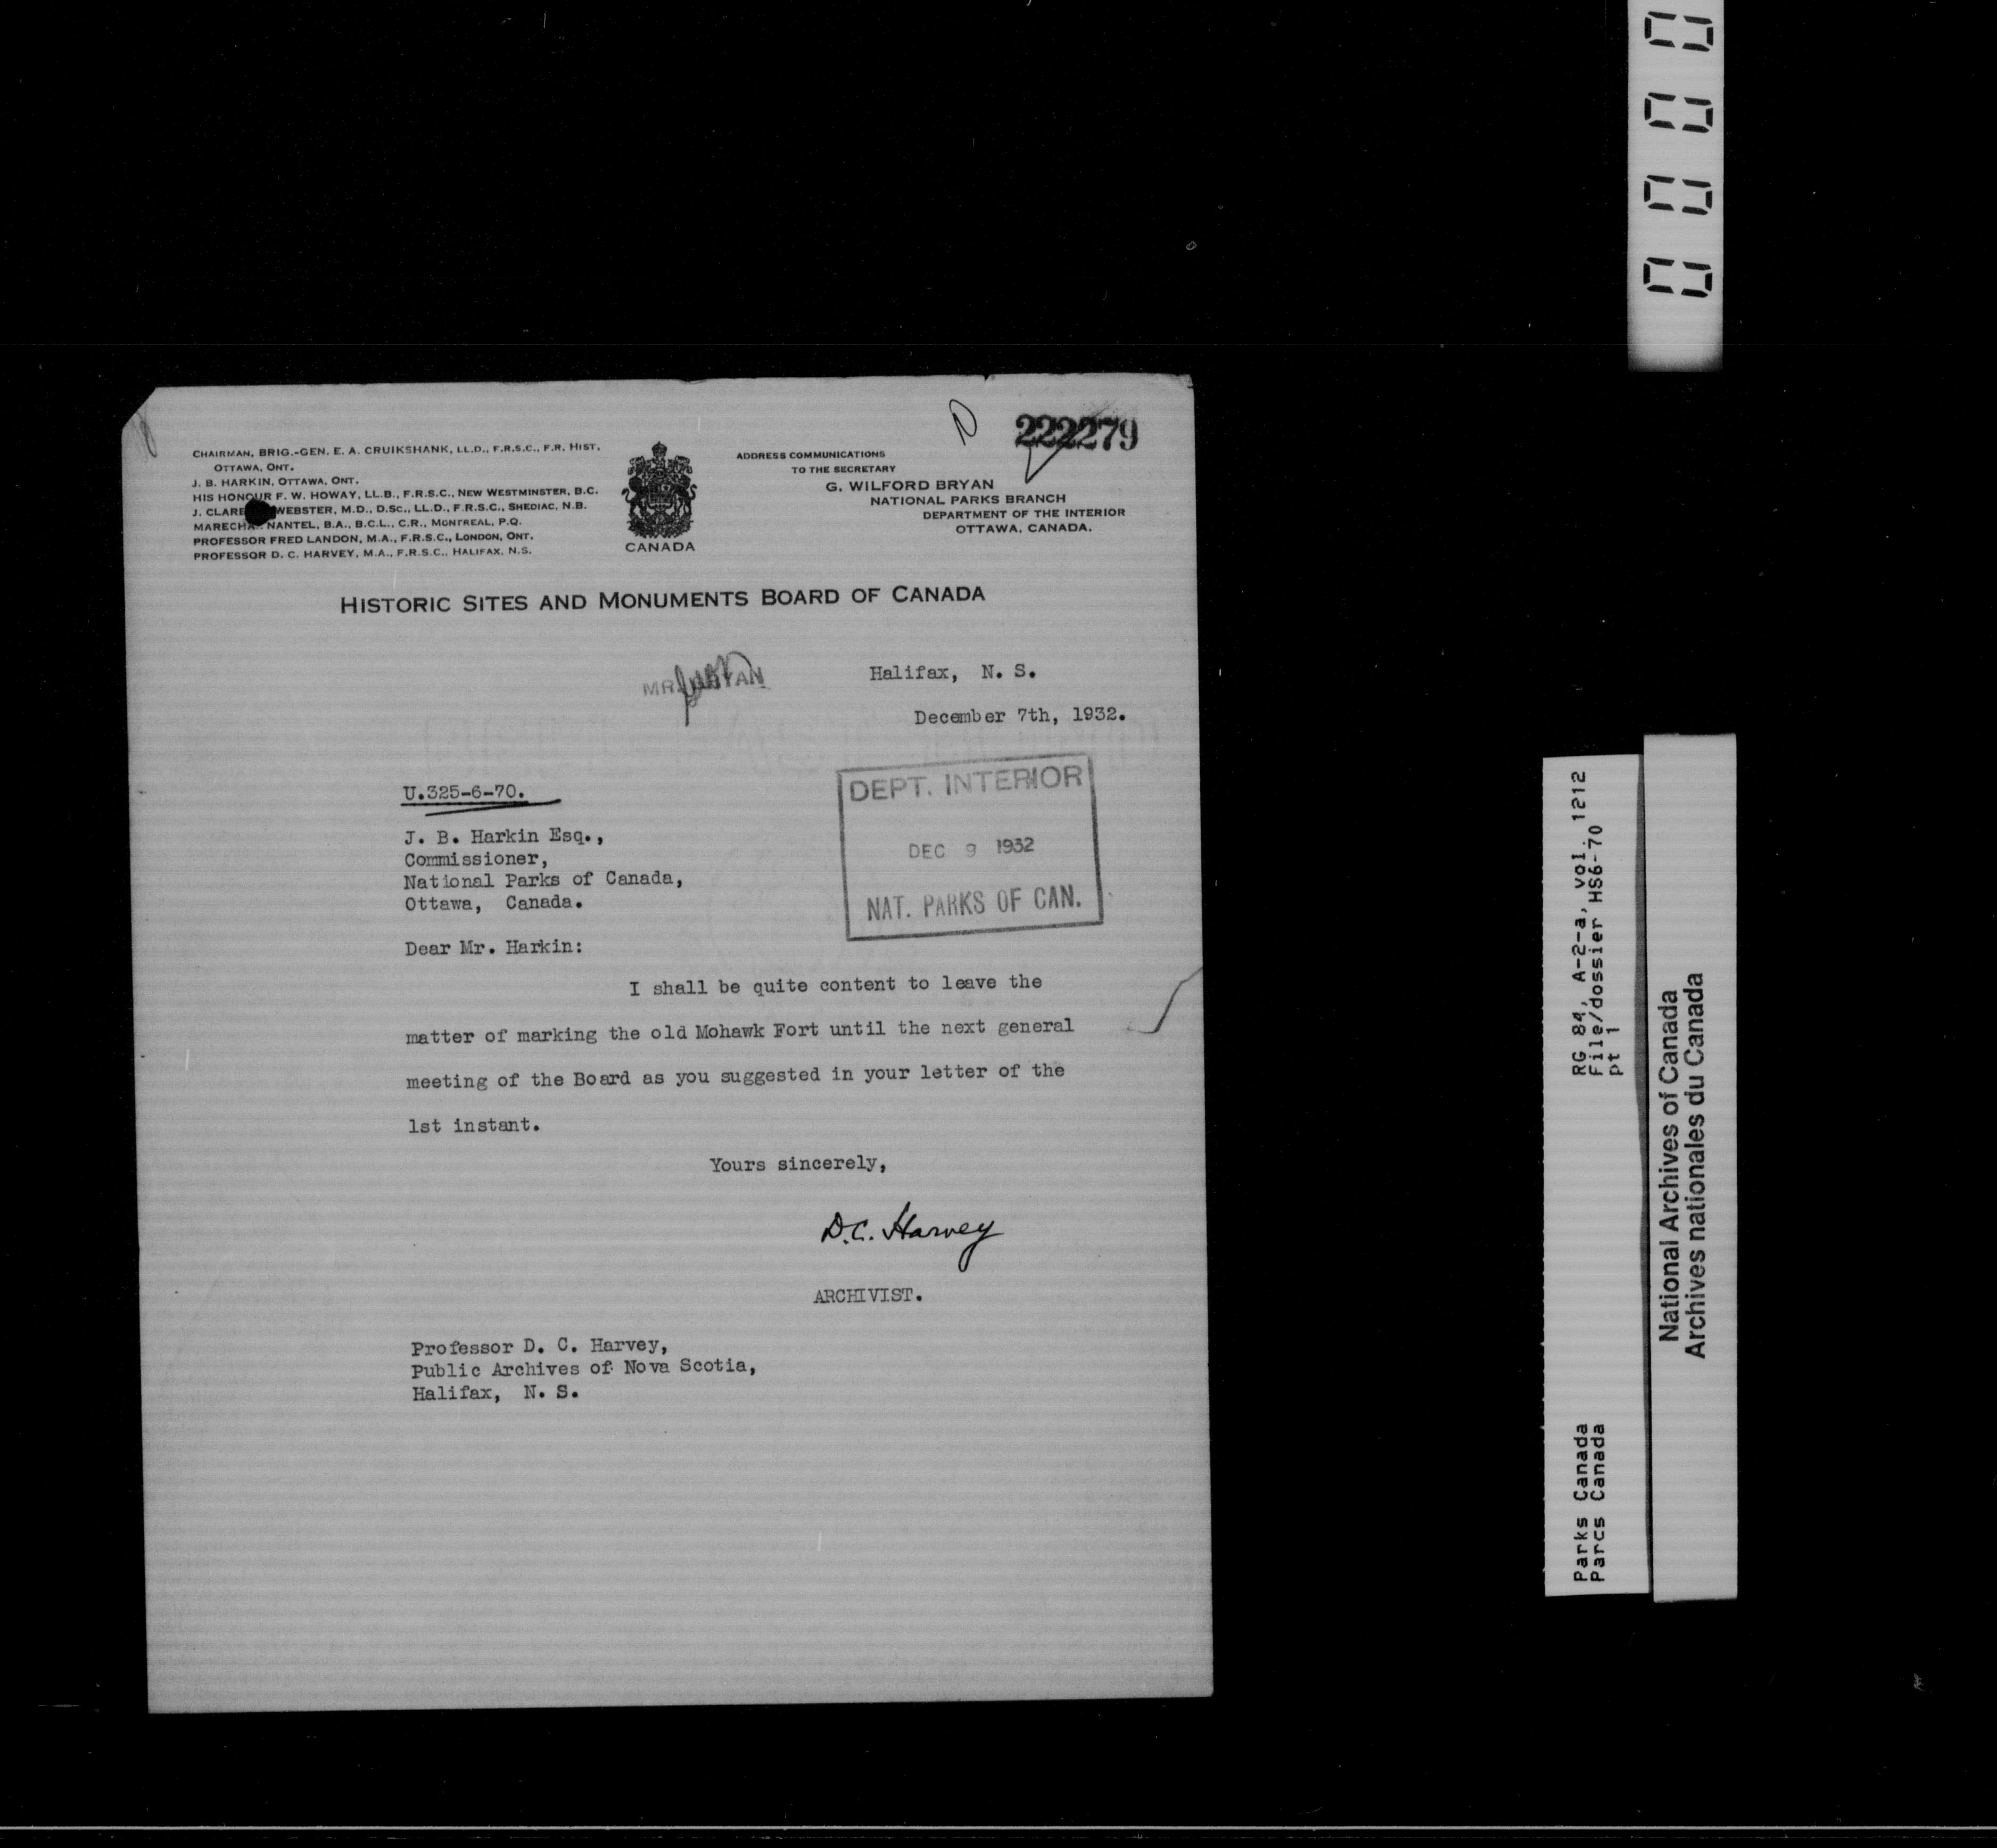 222279
CHAIRMAN, BRIG.-GEN. E. A. CRUIKSHANK, LL.D., F.R.S.C., F.R. HIST.
OTTAWA, ONT.
J. B. HARKIN, OTTAWA, ONT.
HIS HONOUR F. W. HOWAY, LL.B., F.R.S.C., NEW WESTMINSTER, B.C.
J. CLARE WEBSTER, M.D., D.SC., LL.D., F.R.S.C., SHEDIAC, N.B.
MARECHA NANTEL, B.A., B.C.L., C.R., MONTREAL, P.Q.
PROFESSOR FRED LANDON, M.A., F.R.S.C., LONDON, ONT.
PROFESSOR D. C. HARVEY, M.A., F.R.S.C., HALIFAX, N.S.
CANADA
ADDRESS COMMUNICATIONS
TO THE SECRETARY
G. WILFORD BRYAN
NATIONAL PARKS BRANCH
DEPARTMENT OF THE INTERIOR
OTTAWA, CANADA.
HISTORIC SITES AND MONUMENTS BOARD OF CANADA
MR. BRYAN
Halifax, N. S.
December 7th, 1932.
U.325-6-70.
DEPT. INTERIOR
DEC 9 1932
NAT. PARKS OF CAN.
J. B. Harkin Esq.,
Commissioner,
National Parks of Canada,
Ottawa, Canada.
Dear Mr. Harkin:
I shall be quite content to leave the
matter of marking the old Mohawk Fort until the next general
meeting of the Board as you suggested in your letter of the
1st instant.
Yours sincerely,
D.C. Harvey
ARCHIVIST.
Professor D. C. Harvey,
Public Archives of Nova Scotia,
Halifax, N. S.
0000
RG 84, A-2-a, vol. 1212
File/dossier HS6-70
pt 1
Parks Canada
Parcs Canada
National Archives of Canada
Archives nationales du Canada